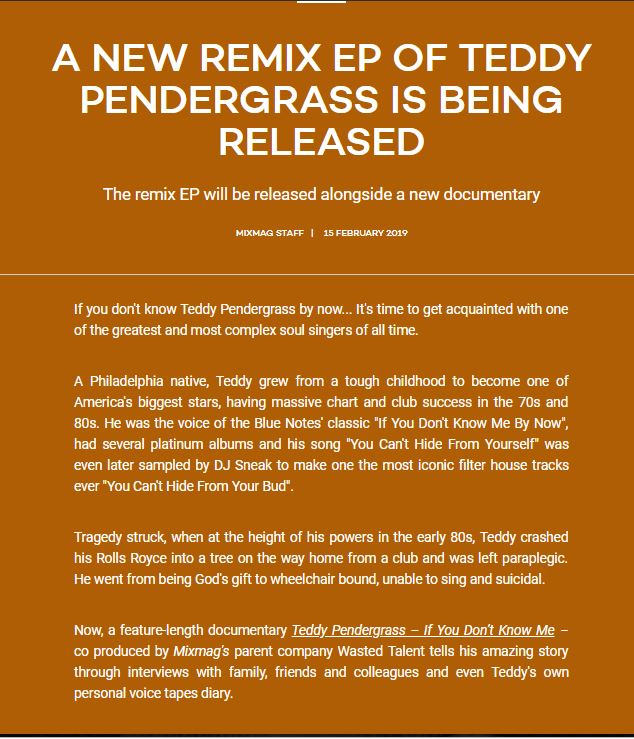 A NEW REMIX EP OF TEDDY
PENDERGRASS IS BEING
RELEASED
The remix EP will be released alongside a new documentary
MIXMAG STAFF | 15 FEBRUARY 2019
If you don't know Teddy Pendergrass by now... It's time to get acquainted with one
of the greatest and most complex soul singers of all time.
A Philadelphia native, Teddy grew from a tough childhood to become one of
America's biggest stars, having massive chart and club success in the 70s and
80s. He was the voice of the Blue Notes' classic "If You Don't Know Me By Now",
had several platinum albums and his song "You Can't Hide From Yourself" was
even later sampled by DJ Sneak to make one the most iconic filter house tracks
ever "You Can't Hide From Your Bud".
Tragedy struck, when at the height of his powers in the early 80s, Teddy crashed
his Rolls Royce into a tree on the way home from a club and was left paraplegic.
He went from being God's gift to wheelchair bound, unable to sing and suicidal.
Now, a feature-length documentary Teddy Pendergrass – If You Don't Know Me –
co produced by Mixmag's parent company Wasted Talent tells his amazing story
through interviews with family, friends and colleagues and even Teddy's own
personal voice tapes diary.